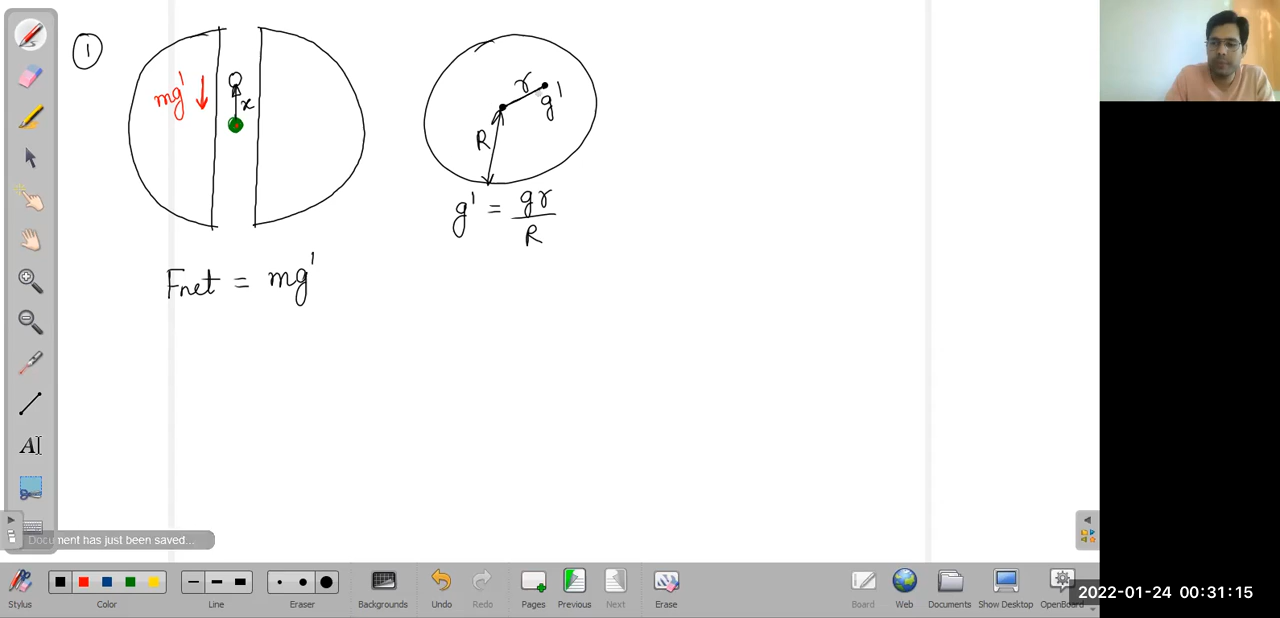 ①
mg'
x
r
g'
R
g' = gr/R
Fnet = mg'
A
Document has just been saved...
Stylus
Color
Line
Eraser
Backgrounds
Undo
Redo
Pages
Previous
Next
Erase
Board
Web
Documents
Show Desktop
OpenBoard
2022-01-24 00:31:15